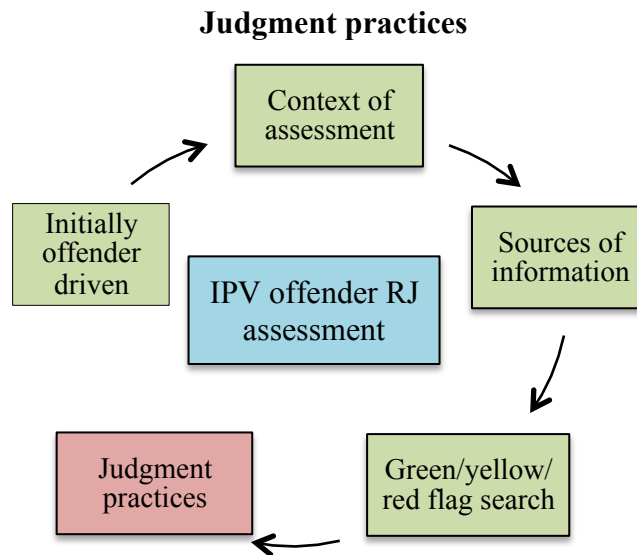 Judgment practices
Context of
assessment
Initially
offender
driven
Sources of
information
IPV offender RJ
assessment
Green/yellow/
red flag search
Judgment
practices